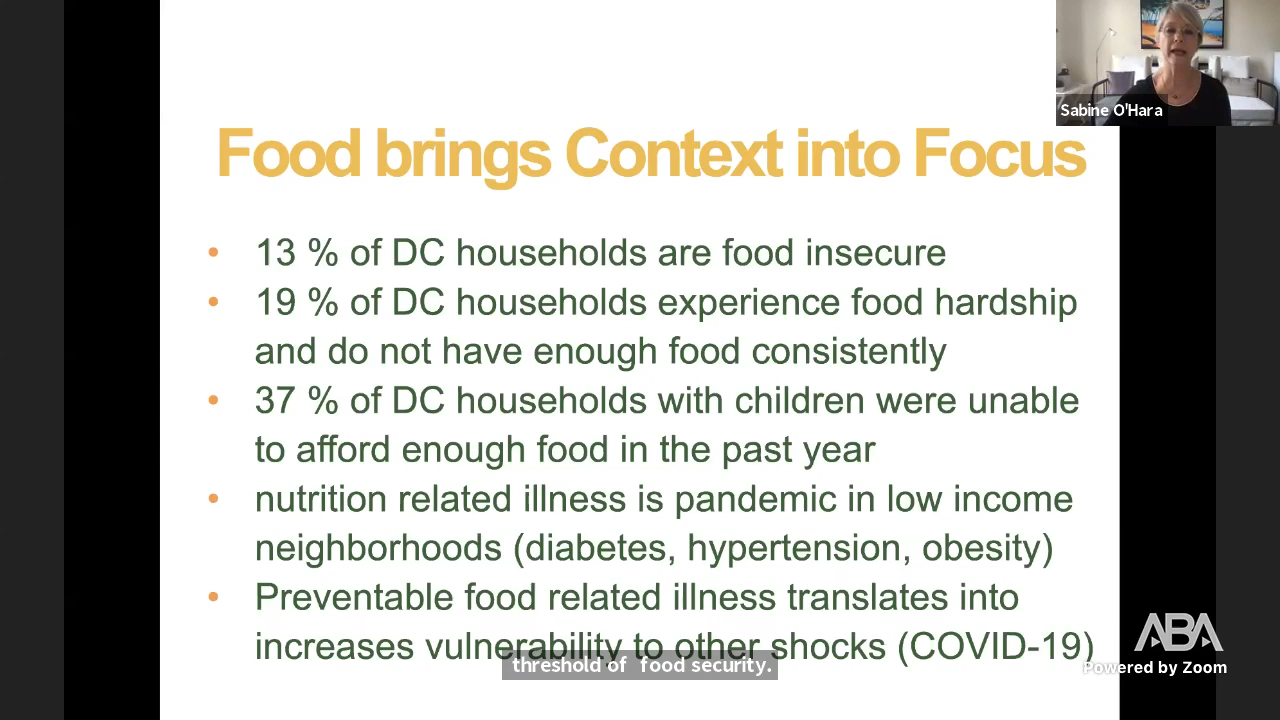 Sabine O'Hara
Food brings Context into Focus
• 13 % of DC households are food insecure
• 19 % of DC households experience food hardship
and do not have enough food consistently
• 37 % of DC households with children were unable
to afford enough food in the past year
• nutrition related illness is pandemic in low income
neighborhoods (diabetes, hypertension, obesity)
• Preventable food related illness translates into
increases vulnerability to other shocks (COVID-19)
threshold of food security.
ABA
Powered by Zoom